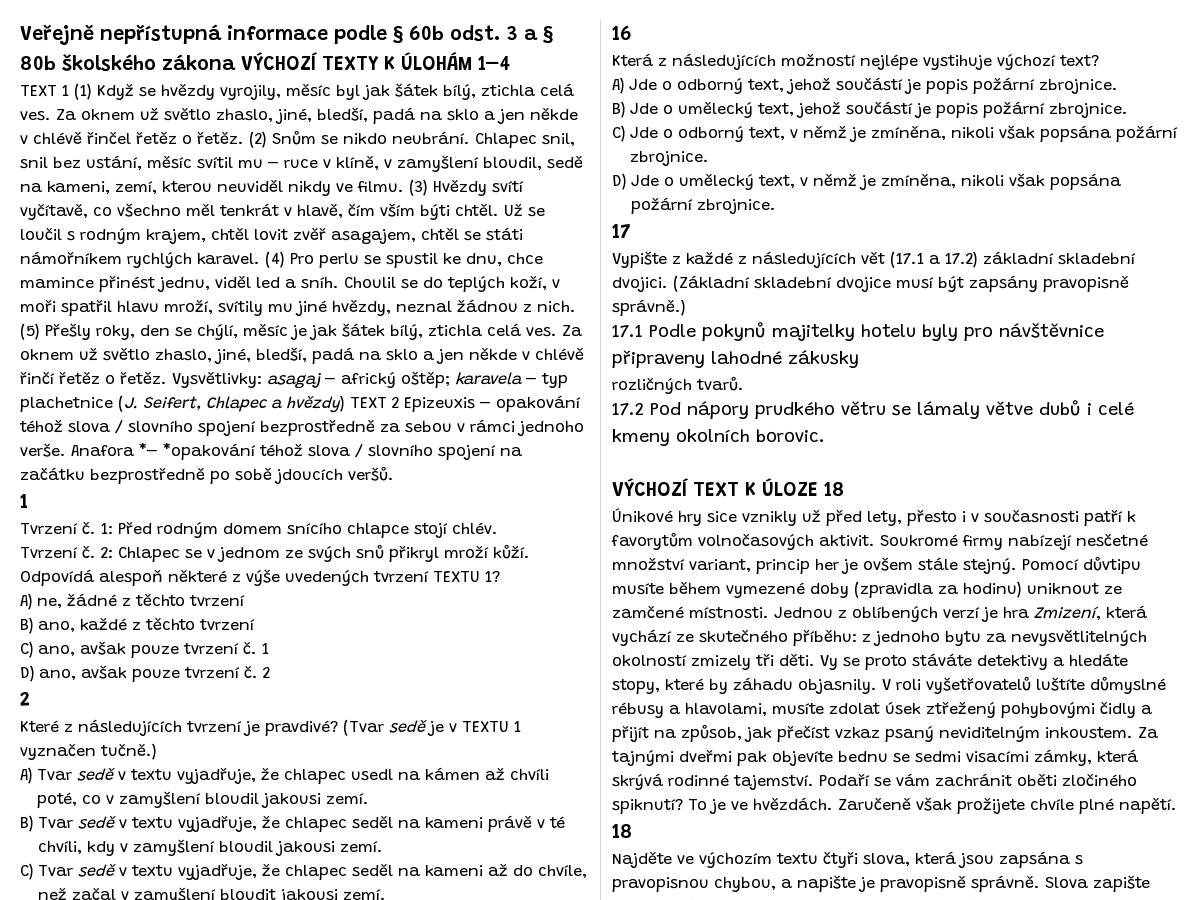 Veřejně nepřístupná informace podle § 60b odst. 3 a §
80b školského zákona VÝCHOZÍ TEXTY K ÚLOHÁM 1–4
TEXT 1 (1) Když se hvězdy vyrojily, měsíc byl jak šátek bílý, ztichla celá
ves. Za oknem už světlo zhaslo, jiné, bledší, padá na sklo a jen někde
v chlévě řinčel řetěz o řetěz. (2) Snům se nikdo neubrání. Chlapec snil,
snil bez ustání, měsíc svítil mu – ruce v klíně, v zamyšlení bloudil, sedě
na kameni, zemí, kterou neuviděl nikdy ve filmu. (3) Hvězdy svítí
vyčítavě, co všechno měl tenkrát v hlavě, čím vším býti chtěl. Už se
loučil s rodným krajem, chtěl lovit zvěř asagajem, chtěl se státi
námořníkem rychlých karavel. (4) Pro perlu se spustil ke dnu, chce
mamince přinést jednu, viděl led a sníh. Choulil se do teplých koží, v
moři spatřil hlavu mroží, svítily mu jiné hvězdy, neznal žádnou z nich.
(5) Přešly roky, den se chýlí, měsíc je jak šátek bílý, ztichla celá ves. Za
oknem už světlo zhaslo, jiné, bledší, padá na sklo a jen někde v chlévě
řinčí řetěz o řetěz. Vysvětlivky: asagaj – africký oštěp; karavela – typ
plachetnice (J. Seifert, Chlapec a hvězdy) TEXT 2 Epizeuxis – opakování
téhož slova / slovního spojení bezprostředně za sebou v rámci jednoho
verše. Anafora *– *opakování téhož slova / slovního spojení na
začátku bezprostředně po sobě jdoucích veršů.
1
Tvrzení č. 1: Před rodným domem snícího chlapce stojí chlév.
Tvrzení č. 2: Chlapec se v jednom ze svých snů přikryl mroží kůží.
Odpovídá alespoň některé z výše uvedených tvrzení TEXTU 1?
A) ne, žádné z těchto tvrzení
B) ano, každé z těchto tvrzení
C) ano, avšak pouze tvrzení č. 1
D) ano, avšak pouze tvrzení č. 2
2
Které z následujících tvrzení je pravdivé? (Tvar sedě je v TEXTU 1
vyznačen tučně.)
A) Tvar sedě v textu vyjadřuje, že chlapec usedl na kámen až chvíli
poté, co v zamyšlení bloudil jakousi zemí.
B) Tvar sedě v textu vyjadřuje, že chlapec seděl na kameni právě v té
chvíli, kdy v zamyšlení bloudil jakousi zemí.
C) Tvar sedě v textu vyjadřuje, že chlapec seděl na kameni až do chvíle,
než začal v zamyšlení bloudit jakousi zemí.
16
Která z následujících možností nejlépe vystihuje výchozí text?
A) Jde o odborný text, jehož součástí je popis požární zbrojnice.
B) Jde o umělecký text, jehož součástí je popis požární zbrojnice.
C) Jde o odborný text, v němž je zmíněna, nikoli však popsána požární
zbrojnice.
D) Jde o umělecký text, v němž je zmíněna, nikoli však popsána
požární zbrojnice.
17
Vypište z každé z následujících vět (17.1 a 17.2) základní skladební
dvojici. (Základní skladební dvojice musí být zapsány pravopisně
správně.)
17.1 Podle pokynů majitelky hotelu byly pro návštěvnice
připraveny lahodné zákusky
rozličných tvarů.
17.2 Pod nápory prudkého větru se lámaly větve dubů i celé
kmeny okolních borovic.
VÝCHOZÍ TEXT K ÚLOZE 18
Únikové hry sice vznikly už před lety, přesto i v současnosti patří k
favorytům volnočasových aktivit. Soukromé firmy nabízejí nesčetné
množství variant, princip her je ovšem stále stejný. Pomocí důvtipu
musíte během vymezené doby (zpravidla za hodinu) uniknout ze
zamčené místnosti. Jednou z oblíbených verzí je hra Zmizení, která
vychází ze skutečného příběhu: z jednoho bytu za nevysvětlitelných
okolností zmizely tři děti. Vy se proto stáváte detektivy a hledáte
stopy, které by záhadu objasnily. V roli vyšetřovatelů luštíte důmyslné
rébusy a hlavolami, musíte zdolat úsek ztřežený pohybovými čidly a
přijít na způsob, jak přečíst vzkaz psaný neviditelným inkoustem. Za
tajnými dveřmi pak objevíte bednu se sedmi visacími zámky, která
skrývá rodinné tajemství. Podaří se vám zachránit oběti zločiného
spiknutí? To je ve hvězdách. Zaručeně však prožijete chvíle plné napětí.
18
Najděte ve výchozím textu čtyři slova, která jsou zapsána s
pravopisnou chybou, a napište je pravopisně správně. Slova zapište